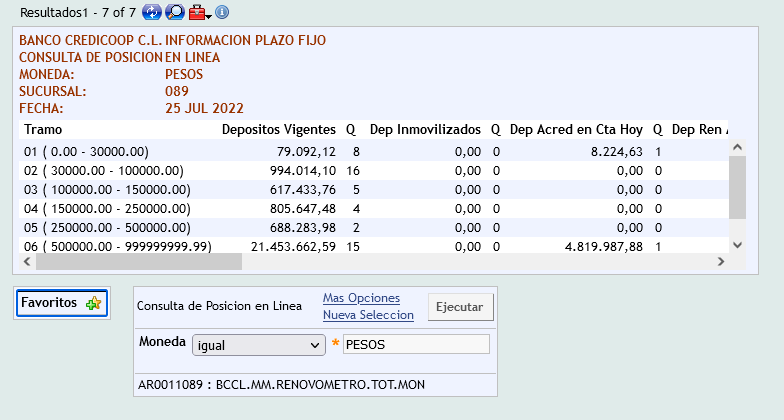 Resultados1 - 7 of 7
BANCO CREDICOOP C.L. INFORMACION PLAZO FIJO
CONSULTA DE POSICION EN LINEA
MONEDA: PESOS
SUCURSAL: 089
FECHA: 25 JUL 2022
Tramo Depositos Vigentes Q Dep Inmovilizados Q Dep Acred en Cta Hoy Q Dep Ren
01 ( 0.00 - 30000.00) 79.092,12 8 0,00 0 8.224,63 1
02 ( 30000.00 - 100000.00) 994.014,10 16 0,00 0 0,00 0
03 ( 100000.00 - 150000.00) 617.433,76 5 0,00 0 0,00 0
04 ( 150000.00 - 250000.00) 805.647,48 4 0,00 0 0,00 0
05 ( 250000.00 - 500000.00) 688.283,98 2 0,00 0 0,00 0
06 ( 500000.00 - 999999999.99) 21.453.662,59 15 0,00 0 4.819.987,88 1
Favoritos
Consulta de Posicion en Linea Mas Opciones Nueva Seleccion Ejecutar
Moneda igual * PESOS
AR0011089 : BCCL.MM.RENOVOMETRO.TOT.MON